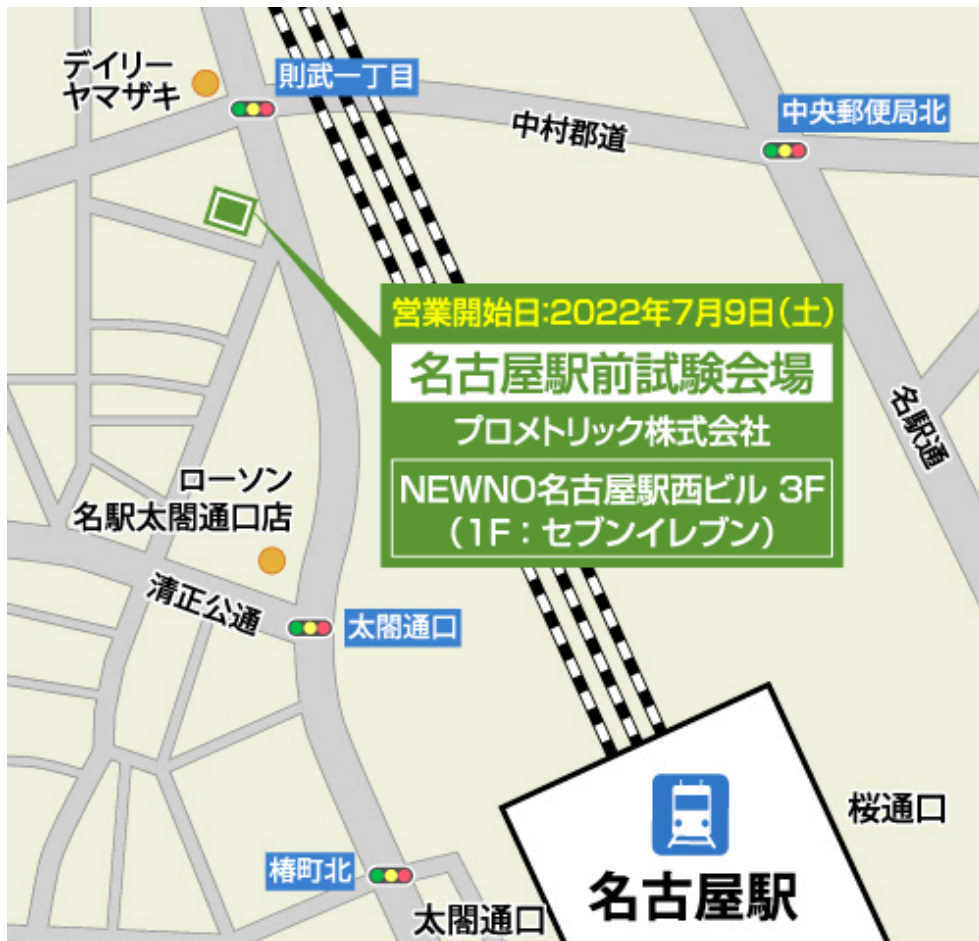 デイリー
ヤマザキ
則武一丁目
中村郡道
中央郵便局北
営業開始日:2022年7月9日(土)
名古屋駅前試験会場
プロメトリック株式会社
NEWNO名古屋駅西ビル 3F
(1F:セブンイレブン)
名駅通
ローソン
名駅太閤通口店
清正公通
太閤通口
桜通口
椿町北
太閤通口
名古屋駅